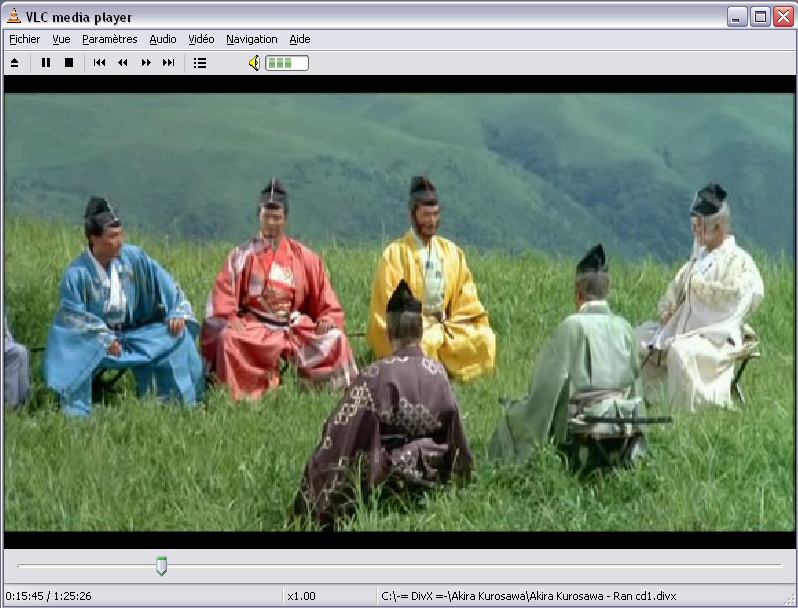 VLC media player
Fichier Vue Paramètres Audio Vidéo Navigation Aide
0:15:45 / 1:25:26 x1.00 C:\-= DivX =-\Akira Kurosawa\Akira Kurosawa - Ran cd1.divx